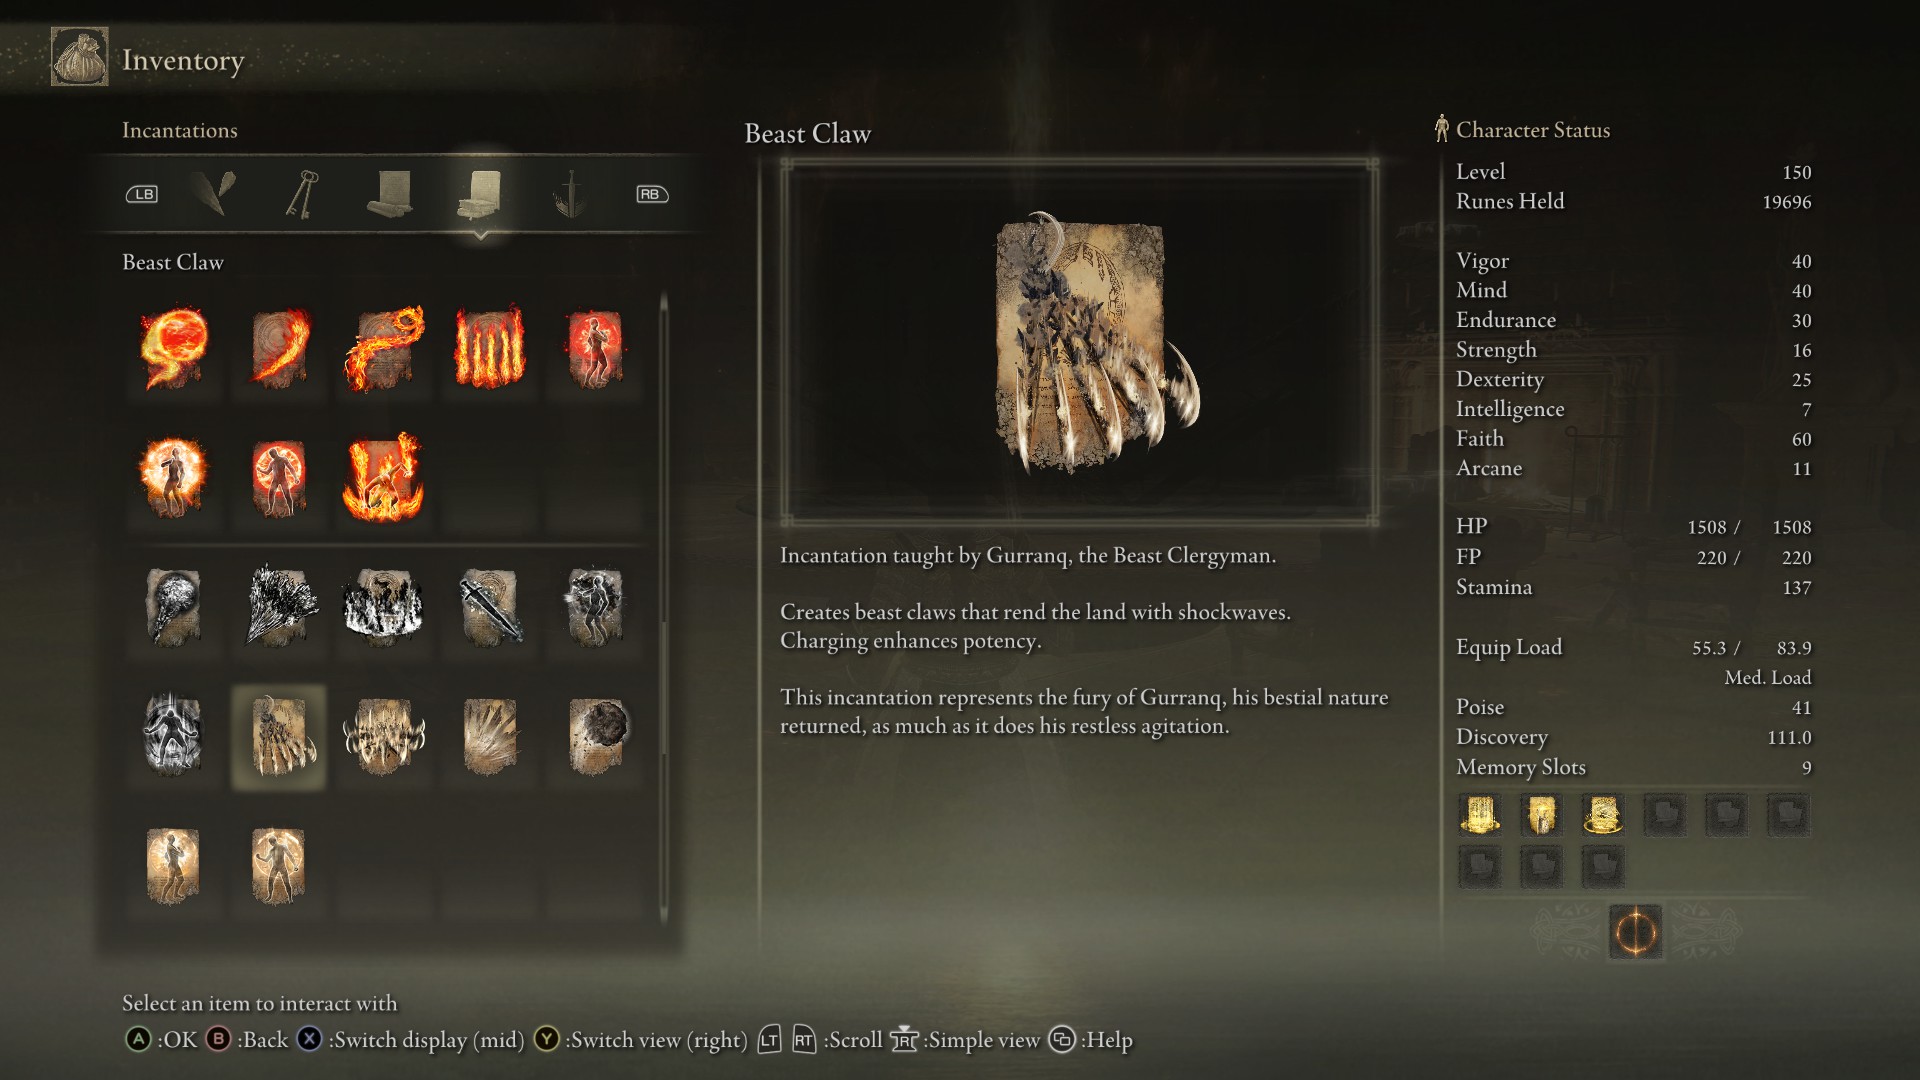 Inventory
Incantations
LB
RB
Beast Claw
Beast Claw
Incantation taught by Gurranq, the Beast Clergyman.
Creates beast claws that rend the land with shockwaves.
Charging enhances potency.
This incantation represents the fury of Gurranq, his bestial nature
returned, as much as it does his restless agitation.
Character Status
Level 150
Runes Held 19696
Vigor 40
Mind 40
Endurance 30
Strength 16
Dexterity 25
Intelligence 7
Faith 60
Arcane 11
HP 1508 / 1508
FP 220 / 220
Stamina 137
Equip Load 55.3 / 83.9
Med. Load
Poise 41
Discovery 111.0
Memory Slots 9
Select an item to interact with
A :OK B :Back X :Switch display (mid) Y :Switch view (right) LT RT :Scroll R :Simple view :Help